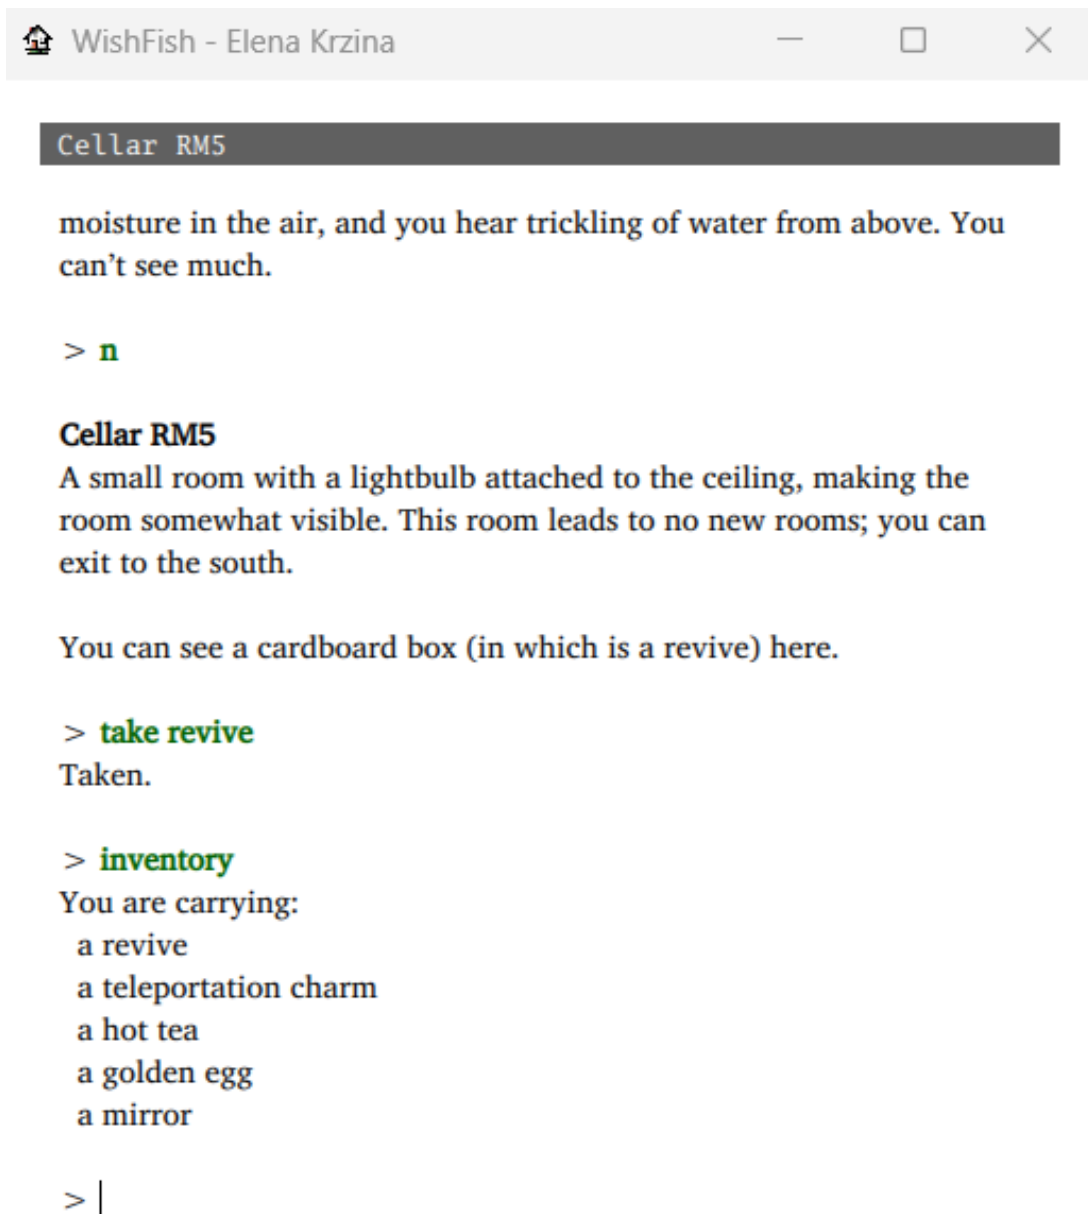 WishFish - Elena Krzina
Cellar RM5
moisture in the air, and you hear trickling of water from above. You
can’t see much.
> n
Cellar RM5
A small room with a lightbulb attached to the ceiling, making the
room somewhat visible. This room leads to no new rooms; you can
exit to the south.
You can see a cardboard box (in which is a revive) here.
> take revive
Taken.
> inventory
You are carrying:
a revive
a teleportation charm
a hot tea
a golden egg
a mirror
>